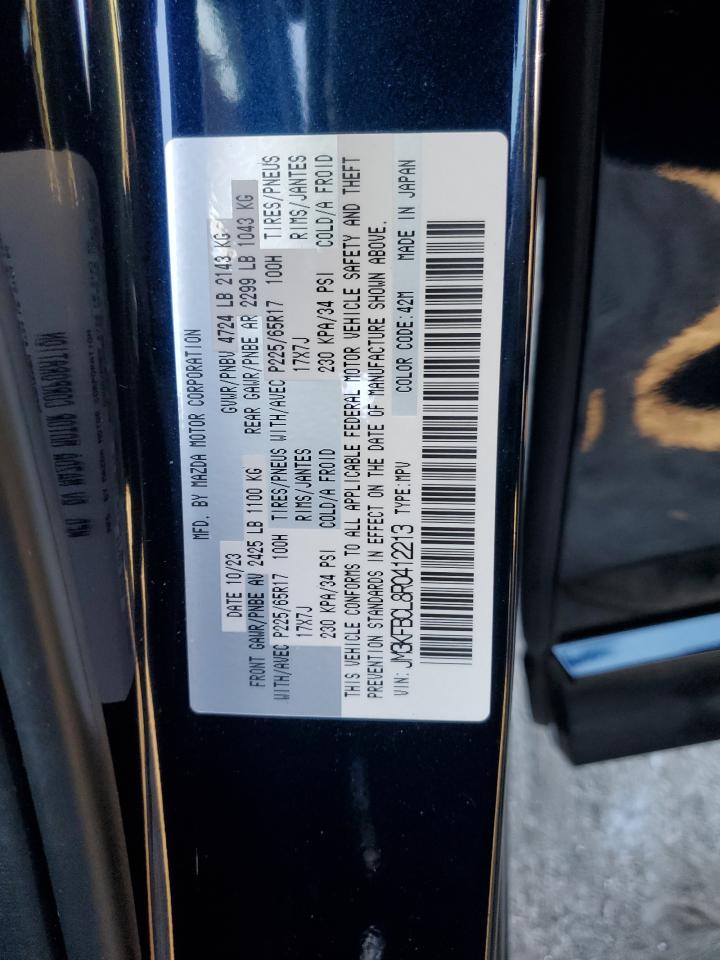 MFD. BY MAZDA MOTOR CORPORATION
DATE 10/23 GVWR/PNBV 4724 LB 2143 KG
FRONT GAWR/PNBE AV 2425 LB 1100 KG REAR GAWR/PNBE AR 2299 LB 1043 KG
WITH/AVEC P225/65R17 100H TIRES/PNEUS WITH/AVEC P225/65R17 100H TIRES/PNEUS
17X7J RIMS/JANTES 17X7J RIMS/JANTES
230 KPA/34 PSI COLD/A FROID 230 KPA/34 PSI COLD/A FROID
THIS VEHICLE CONFORMS TO ALL APPLICABLE FEDERAL MOTOR VEHICLE SAFETY AND THEFT
PREVENTION STANDARDS IN EFFECT ON THE DATE OF MANUFACTURE SHOWN ABOVE.
VIN: JM3KFBCL8R0412213 TYPE:MPV COLOR CODE:42M MADE IN JAPAN